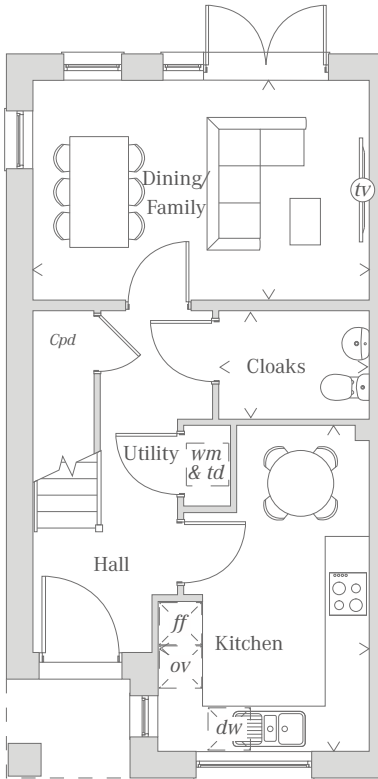 Dining/
Family
tv
Cpd
Cloaks
Utility
wm
& td
Hall
ff
Kitchen
ov
dw